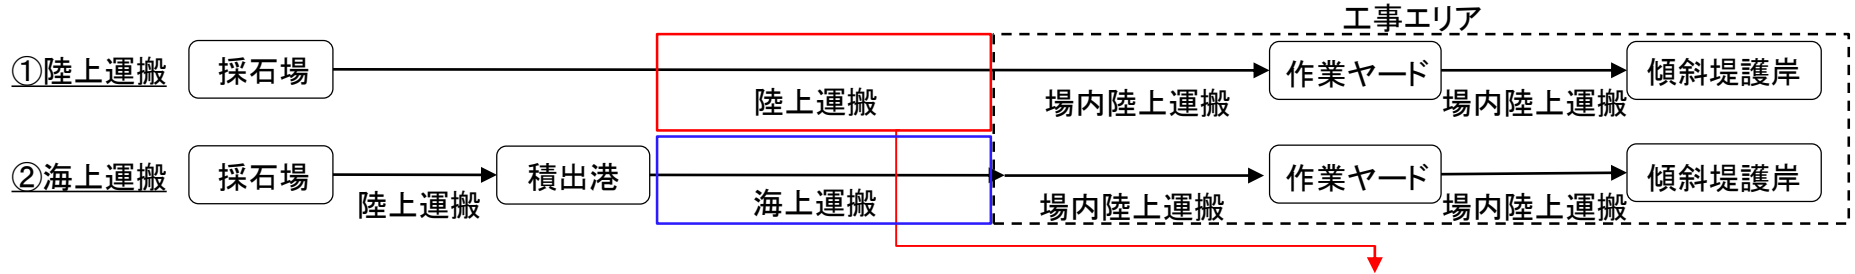 工事エリア
①陸上運搬 採石場 作業ヤード 傾斜堤護岸
陸上運搬 場内陸上運搬 場内陸上運搬
②海上運搬 採石場 積出港 作業ヤード 傾斜堤護岸
陸上運搬 海上運搬 場内陸上運搬 場内陸上運搬